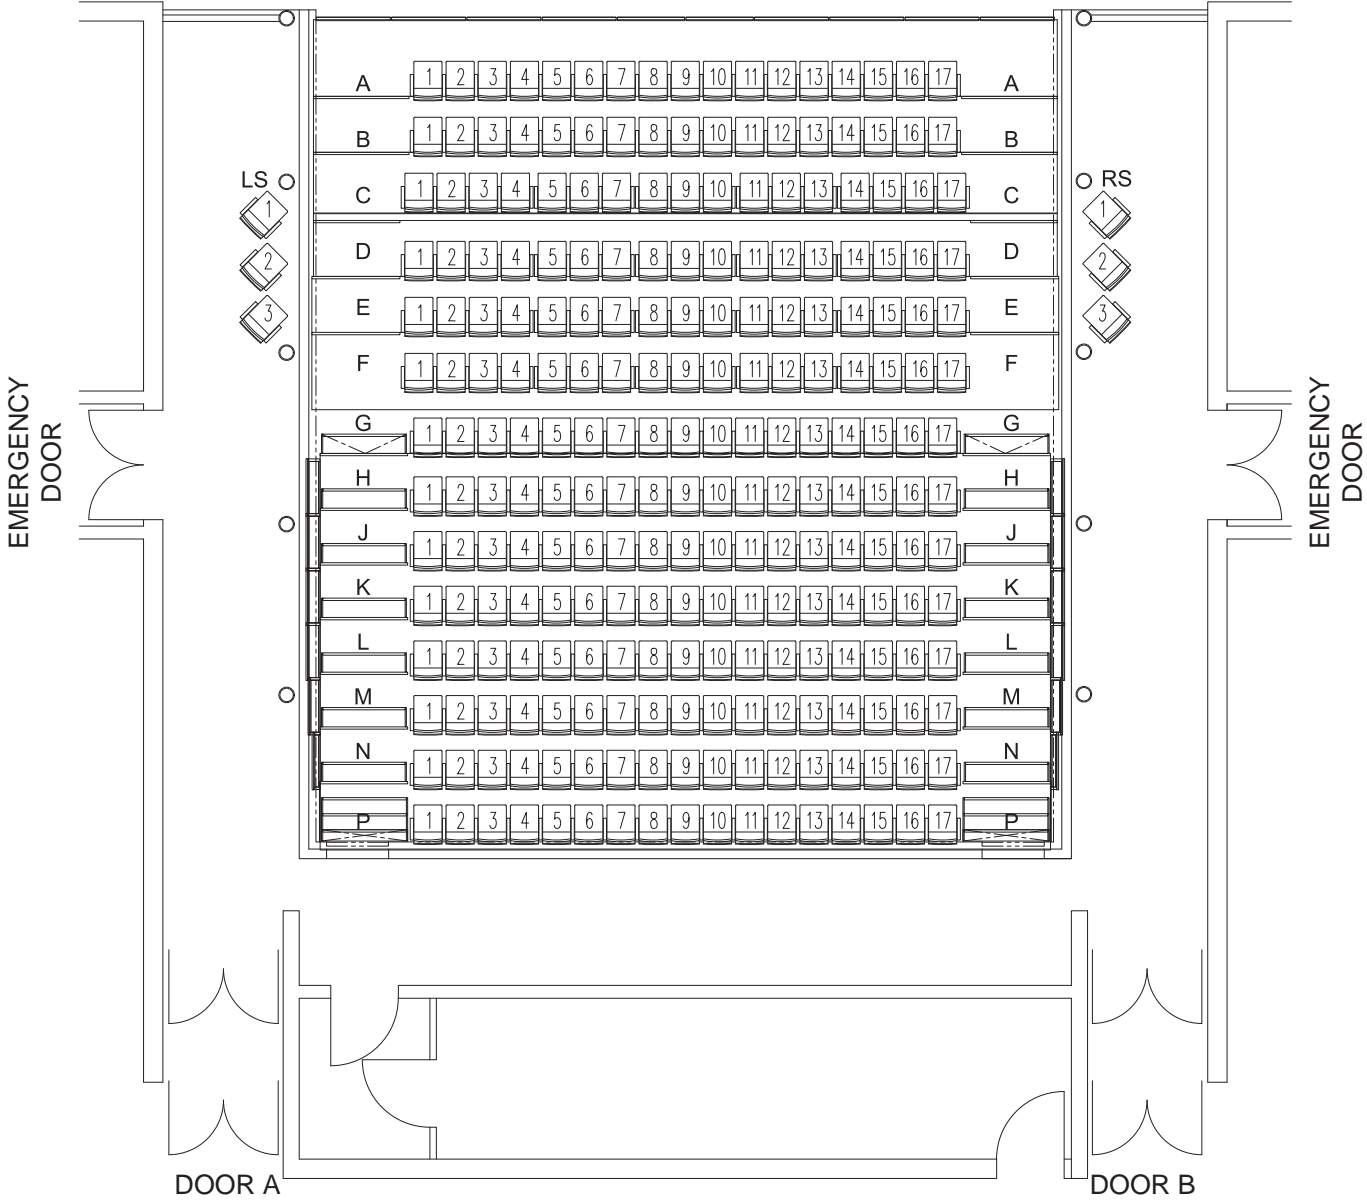 A 1 2 3 4 5 6 7 8 9 10 11 12 13 14 15 16 17 A
B 1 2 3 4 5 6 7 8 9 10 11 12 13 14 15 16 17 B
LS RS
C 1 2 3 4 5 6 7 8 9 10 11 12 13 14 15 16 17 C
1 1
D 1 2 3 4 5 6 7 8 9 10 11 12 13 14 15 16 17 D
2 2
E 1 2 3 4 5 6 7 8 9 10 11 12 13 14 15 16 17 E
3 3
F 1 2 3 4 5 6 7 8 9 10 11 12 13 14 15 16 17 F
G 1 2 3 4 5 6 7 8 9 10 11 12 13 14 15 16 17 G
EMERGENCY
DOOR
EMERGENCY
DOOR
H 1 2 3 4 5 6 7 8 9 10 11 12 13 14 15 16 17 H
J 1 2 3 4 5 6 7 8 9 10 11 12 13 14 15 16 17 J
K 1 2 3 4 5 6 7 8 9 10 11 12 13 14 15 16 17 K
L 1 2 3 4 5 6 7 8 9 10 11 12 13 14 15 16 17 L
M 1 2 3 4 5 6 7 8 9 10 11 12 13 14 15 16 17 M
N 1 2 3 4 5 6 7 8 9 10 11 12 13 14 15 16 17 N
P 1 2 3 4 5 6 7 8 9 10 11 12 13 14 15 16 17 P
DOOR A DOOR B